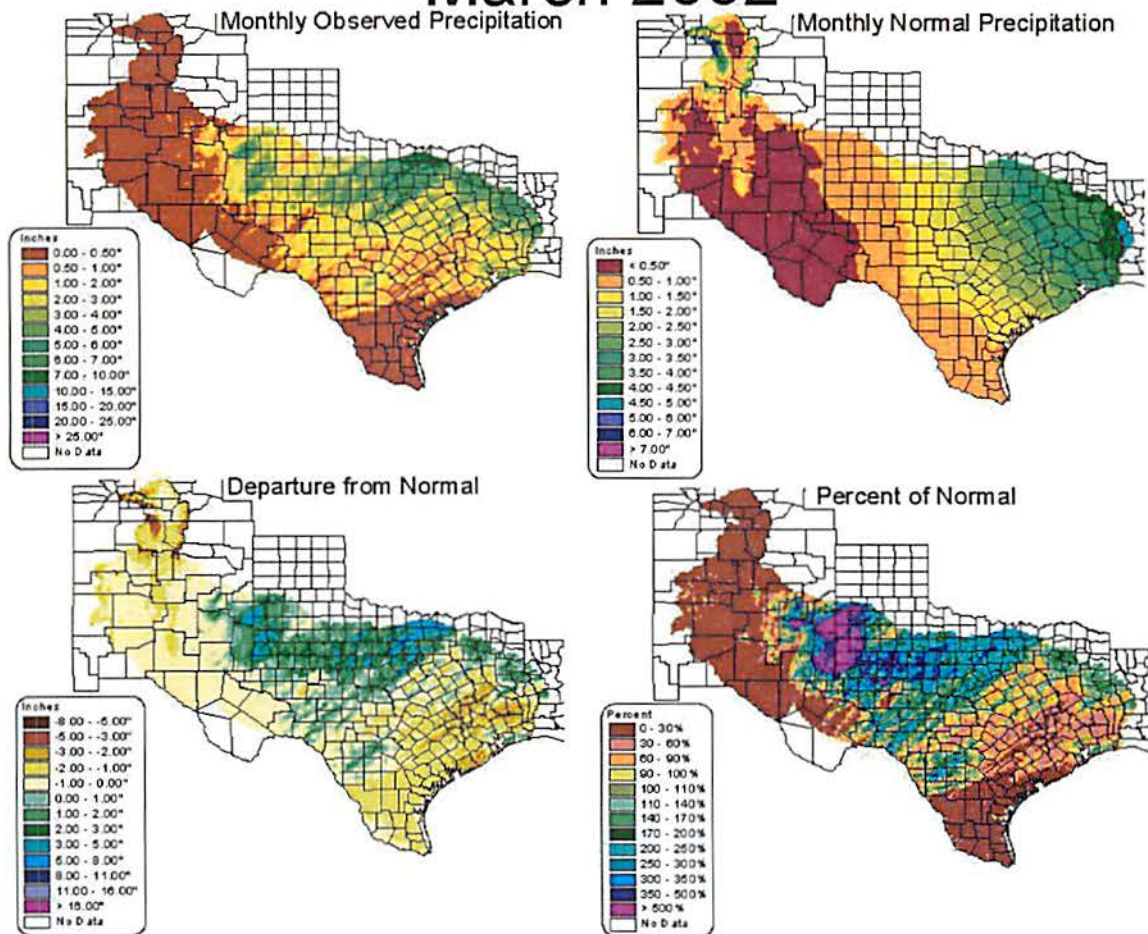 March 2002
Monthly Observed Precipitation
Inches
0.00 - 0.50"
0.50 - 1.00"
1.00 - 2.00"
2.00 - 3.00"
3.00 - 4.00"
4.00 - 5.00"
5.00 - 6.00"
6.00 - 7.00"
7.00 - 10.00"
10.00 - 15.00"
15.00 - 20.00"
20.00 - 25.00"
> 25.00"
No Data
Monthly Normal Precipitation
Inches
< 0.50"
0.50 - 1.00"
1.00 - 1.50"
1.50 - 2.00"
2.00 - 2.50"
2.50 - 3.00"
3.00 - 3.50"
3.50 - 4.00"
4.00 - 4.50"
4.50 - 5.00"
5.00 - 6.00"
6.00 - 7.00"
> 7.00"
No Data
Departure from Normal
Inches
-8.00 - -5.00"
-5.00 - -3.00"
-3.00 - -2.00"
-2.00 - -1.00"
-1.00 - 0.00"
0.00 - 1.00"
1.00 - 2.00"
2.00 - 3.00"
3.00 - 5.00"
5.00 - 8.00"
8.00 - 11.00"
11.00 - 16.00"
> 16.00"
No Data
Percent of Normal
Percent
0 - 30%
30 - 60%
60 - 90%
90 - 100%
100 - 110%
110 - 140%
140 - 170%
170 - 200%
200 - 250%
250 - 300%
300 - 350%
350 - 500%
> 500%
No Data